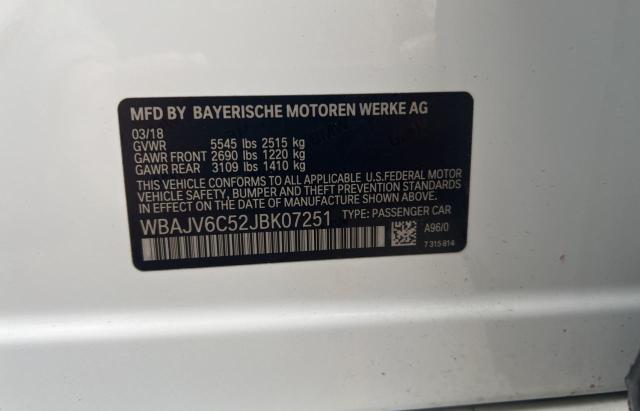 MFD BY BAYERISCHE MOTOREN WERKE AG
03/18
GVWR 5545 lbs 2515 kg
GAWR FRONT 2690 lbs 1220 kg
GAWR REAR 3109 lbs 1410 kg
THIS VEHICLE CONFORMS TO ALL APPLICABLE U.S.FEDERAL MOTOR
VEHICLE SAFETY, BUMPER AND THEFT PREVENTION STANDARDS
IN EFFECT ON THE DATE OF MANUFACTURE SHOWN ABOVE.
WBAJV6C52JBK07251 TYPE: PASSENGER CAR
A96/0
7 315 814